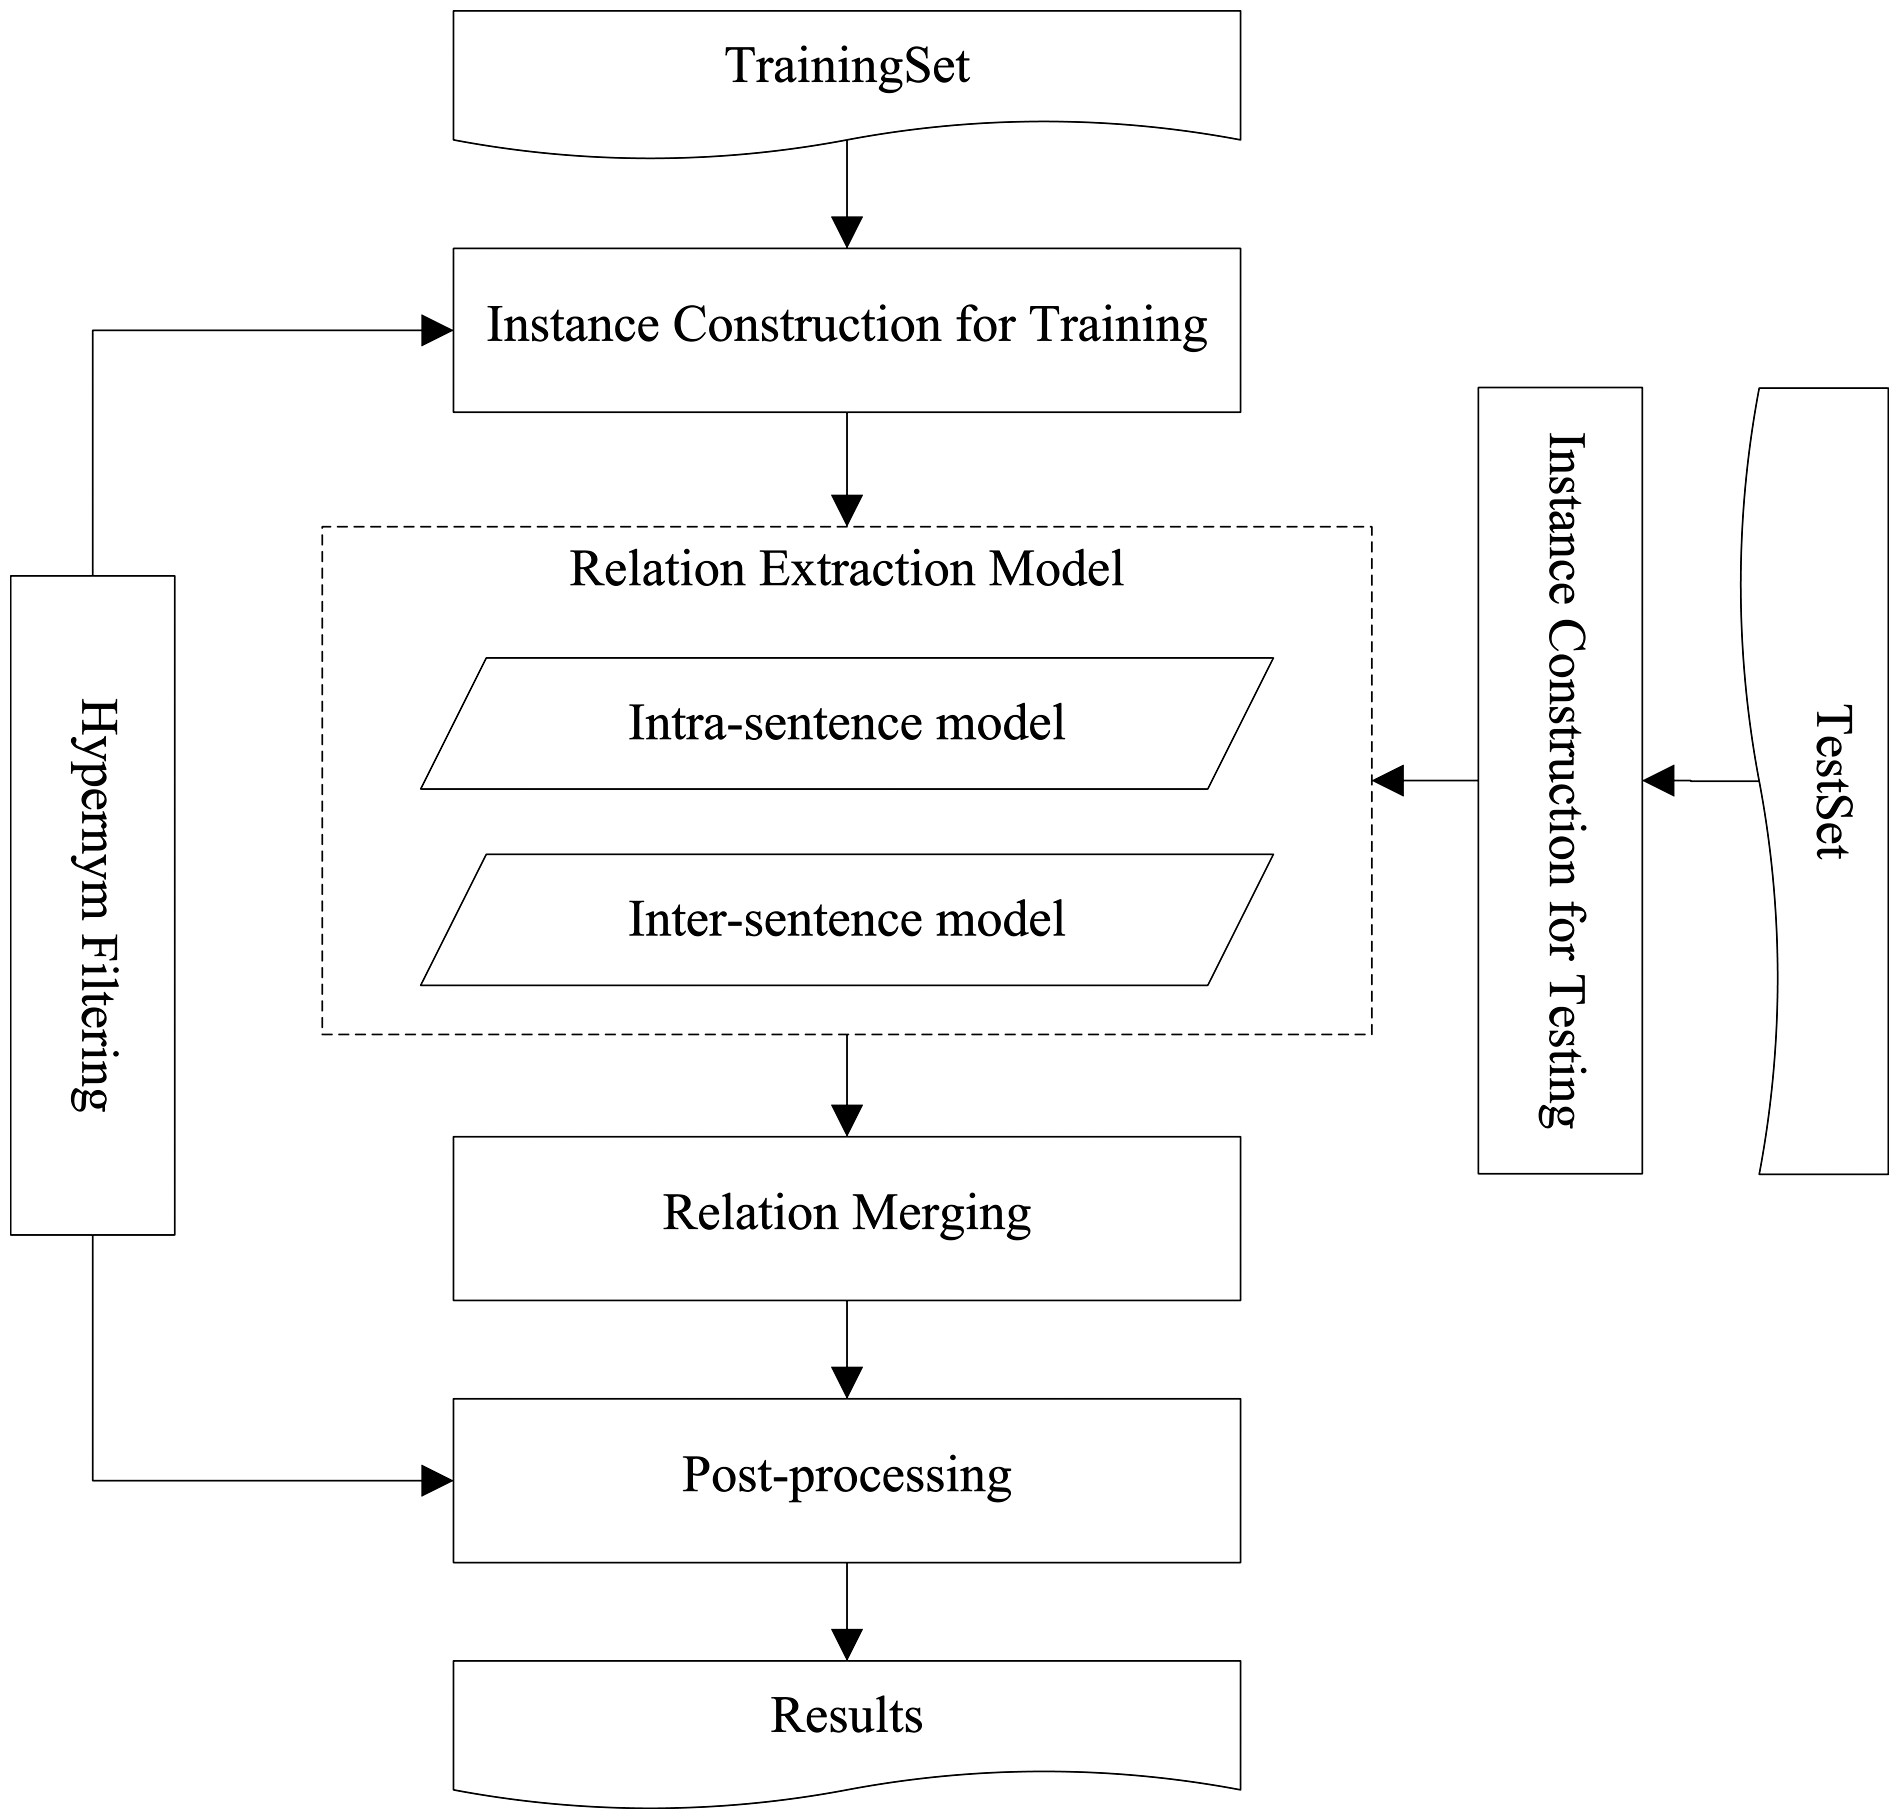 TrainingSet
Instance Construction for Training
Relation Extraction Model
Intra-sentence model
Inter-sentence model
Relation Merging
Post-processing
Results
Hypernym Filtering
Instance Construction for Testing
TestSet